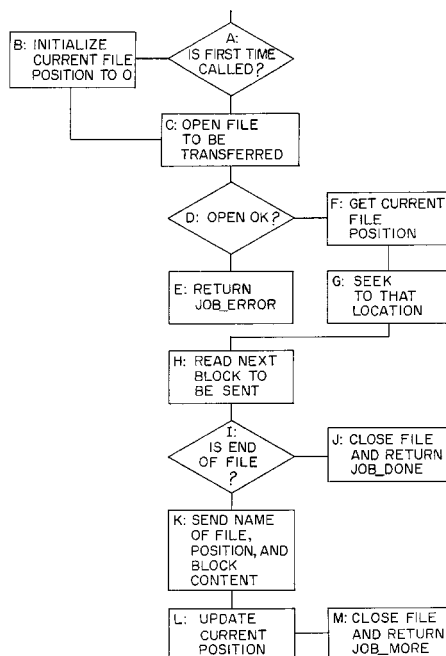 A:
IS FIRST TIME
CALLED?
B: INITIALIZE
CURRENT FILE
POSITION TO O
C: OPEN FILE
TO BE
TRANSFERRED
D: OPEN OK?
F: GET CURRENT
FILE
POSITION
E: RETURN
JOB_ERROR
G: SEEK
TO THAT
LOCATION
H: READ NEXT
BLOCK TO
BE SENT
I:
IS END
OF FILE
?
J: CLOSE FILE
AND RETURN
JOB_DONE
K: SEND NAME
OF FILE,
POSITION, AND
BLOCK
CONTENT
L: UPDATE
CURRENT
POSITION
M: CLOSE FILE
AND RETURN
JOB_MORE